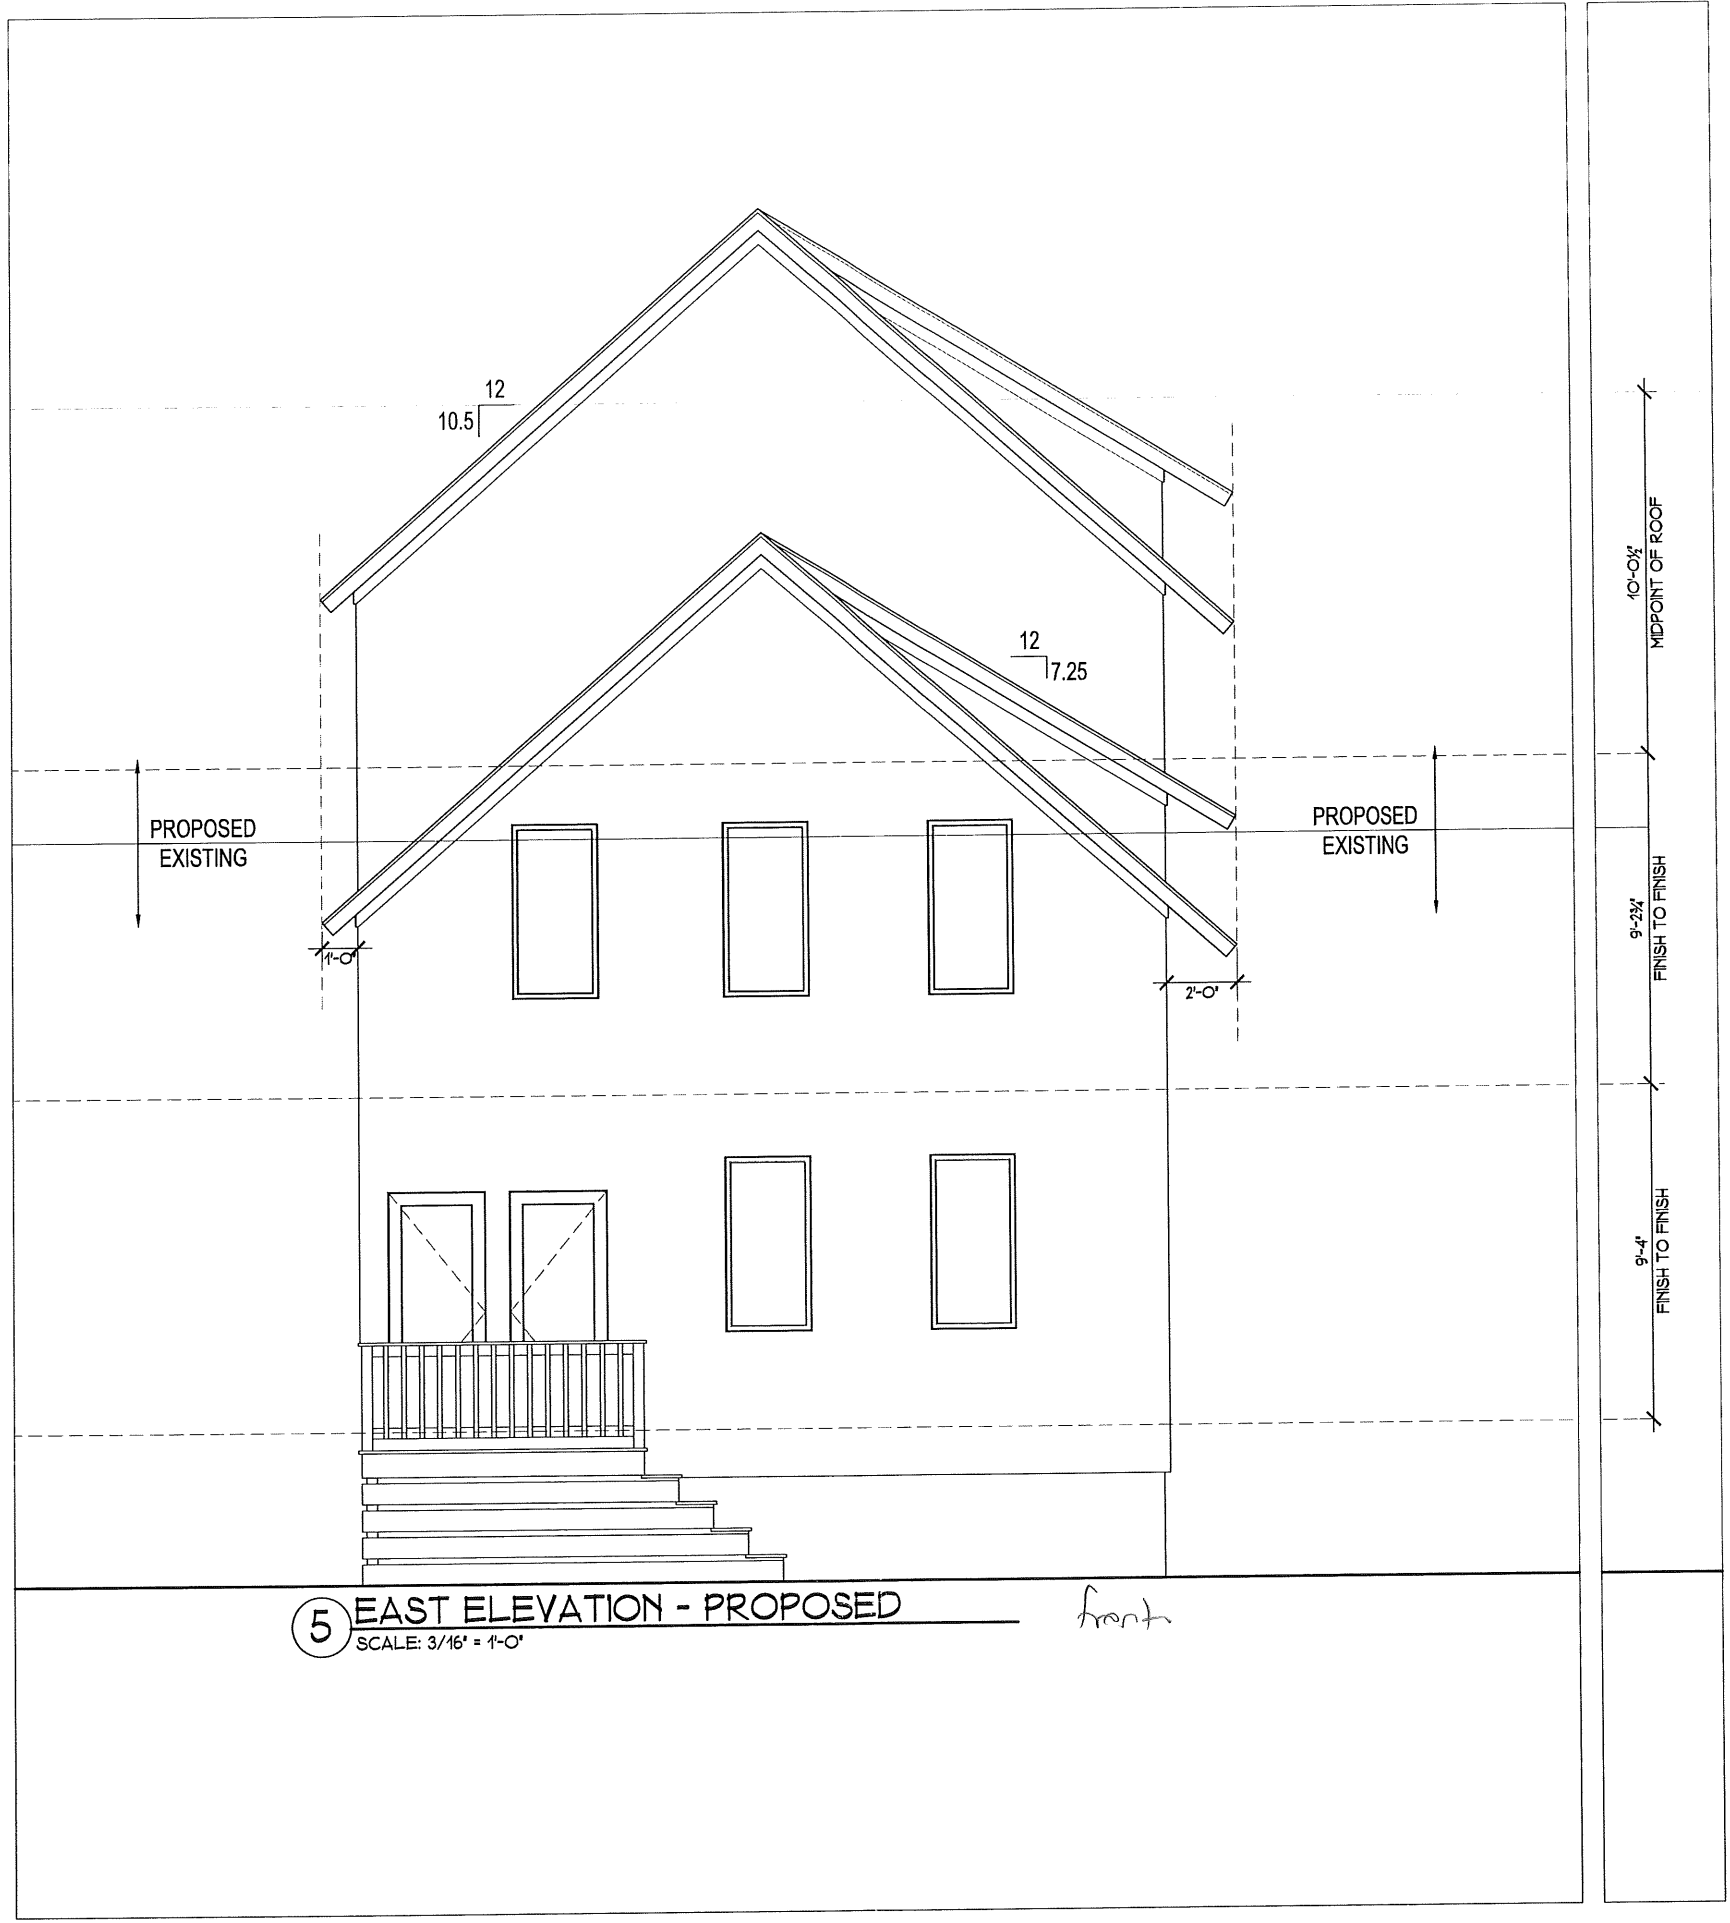 12
10.5
10'-0½"
MIDPOINT OF ROOF
12
7.25
PROPOSED
EXISTING
PROPOSED
EXISTING
9'-2¾"
FINISH TO FINISH
1'-0"
2'-0"
9'-4"
FINISH TO FINISH
5
EAST ELEVATION - PROPOSED
front
SCALE: 3/16" = 1'-0"